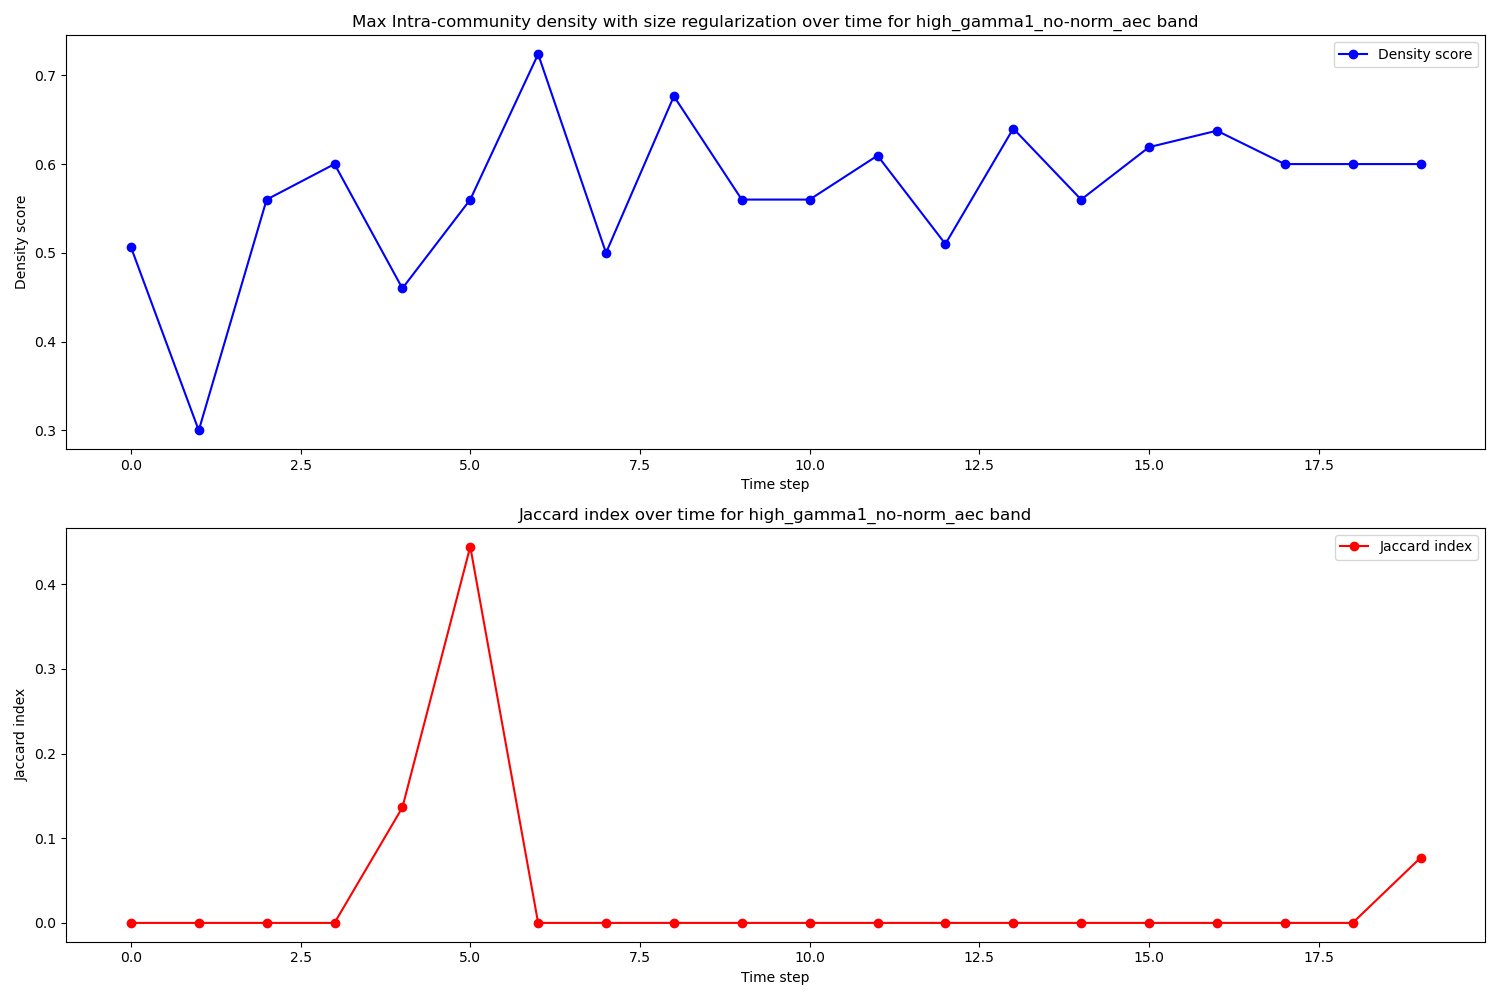 Max Intra-community density with size regularization over time for high_gamma1_no-norm_aec band
Density score
0.7
0.6
0.5
0.4
0.3
Density score
0.0 2.5 5.0 7.5 10.0 12.5 15.0 17.5
Time step
Jaccard index over time for high_gamma1_no-norm_aec band
Jaccard index
0.4
0.3
0.2
0.1
0.0
Jaccard index
0.0 2.5 5.0 7.5 10.0 12.5 15.0 17.5
Time step